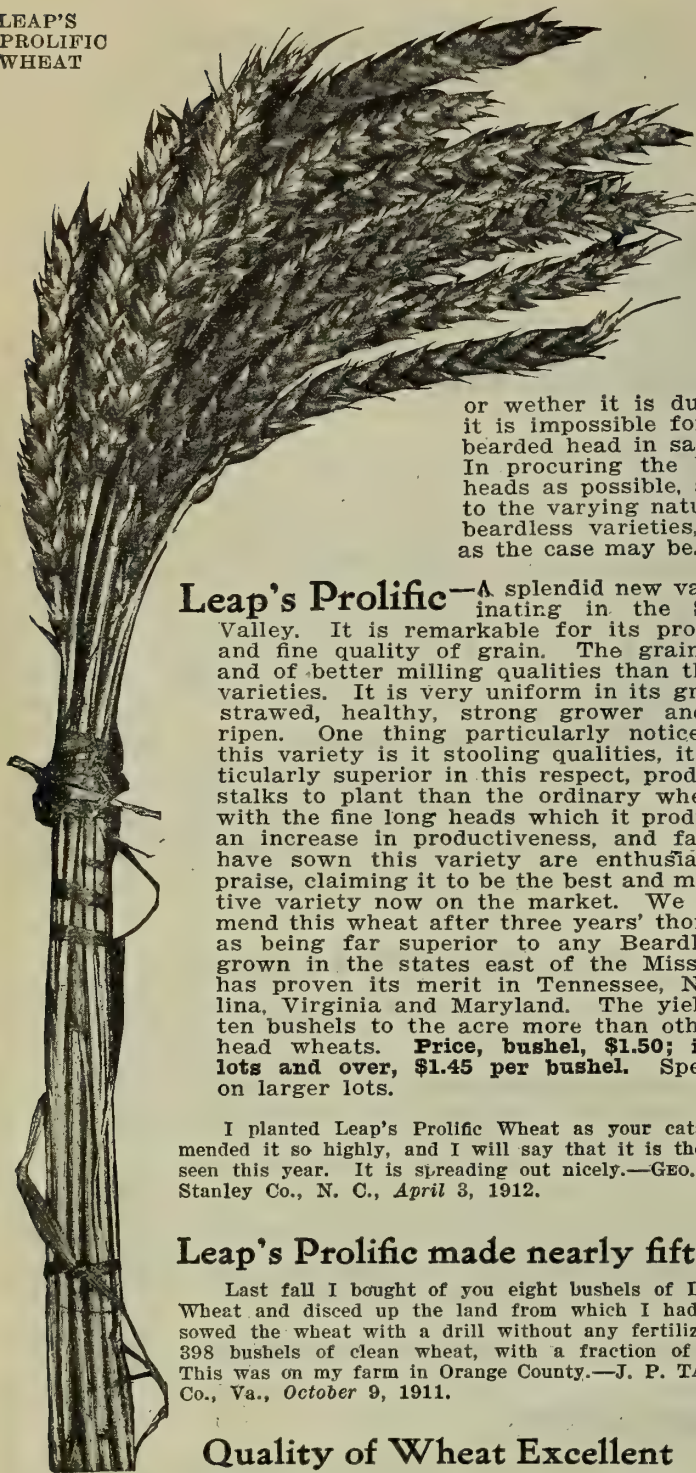 LEAP'S
PROLIFIC
WHEAT
or wether it is du
it is impossible fo
bearded head in sa
In procuring the
heads as possible,
to the varying natu
beardless varieties,
as the case may be.
Leap's Prolific—A splendid new va
inating in the
Valley. It is remarkable for its pro
and fine quality of grain. The grain
and of better milling qualities than th
varieties. It is very uniform in its gr
strawed, healthy, strong grower an
ripen. One thing particularly notice
this variety is it stooling qualities, it
ticularly superior in this respect, prod
stalks to plant than the ordinary whe
with the fine long heads which it prod
an increase in productiveness, and fa
have sown this variety are enthusia
praise, claiming it to be the best and m
tive variety now on the market. We
mend this wheat after three years' tho
as being far superior to any Beardl
grown in the states east of the Miss
has proven its merit in Tennessee, N
lina, Virginia and Maryland. The yiel
ten bushels to the acre more than oth
head wheats. Price, bushel, $1.50; i
lots and over, $1.45 per bushel. Spe
on larger lots.
I planted Leap's Prolific Wheat as your cat
mended it so highly, and I will say that it is the
seen this year. It is spreading out nicely.—GEO.
Stanley Co., N. C., April 3, 1912.
Leap's Prolific made nearly fift
Last fall I bought of you eight bushels of L
Wheat and disced up the land from which I had
sowed the wheat with a drill without any fertiliz
398 bushels of clean wheat, with a fraction of
This was on my farm in Orange County.—J. P. TA
Co., Va., October 9, 1911.
Quality of Wheat Excellent